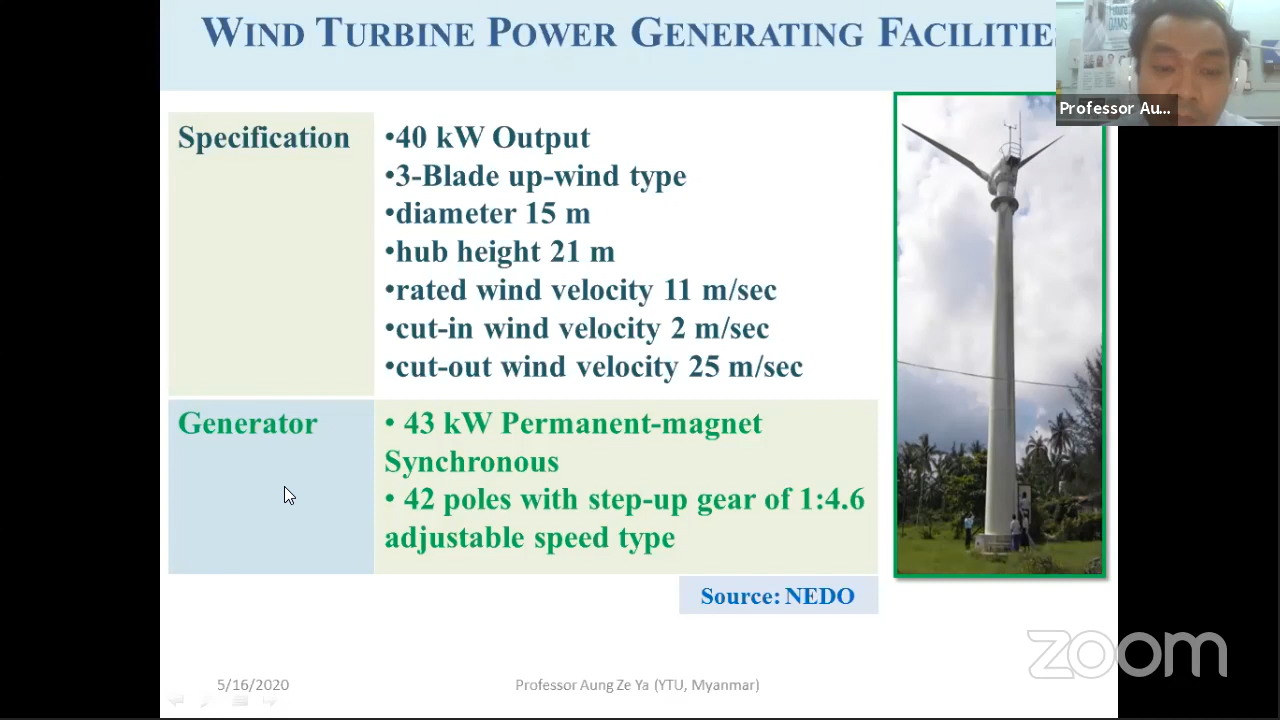 WIND TURBINE POWER GENERATING FACILITIE
Professor Au...
Specification
•40 kW Output
•3-Blade up-wind type
•diameter 15 m
•hub height 21 m
•rated wind velocity 11 m/sec
•cut-in wind velocity 2 m/sec
•cut-out wind velocity 25 m/sec
Generator
• 43 kW Permanent-magnet
Synchronous
• 42 poles with step-up gear of 1:4.6
adjustable speed type
Source: NEDO
zoom
5/16/2020
Professor Aung Ze Ya (YTU, Myanmar)